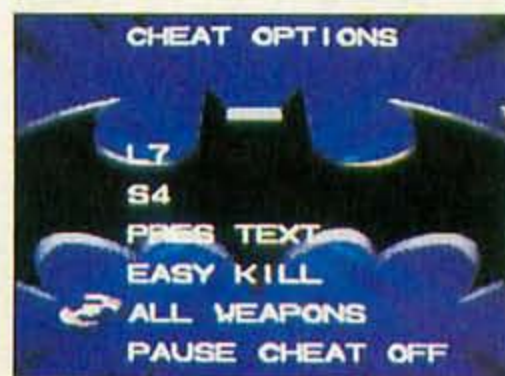 CHEAT OPTIONS
L7
S4
PRES TEXT
EASY KILL
ALL WEAPONS
PAUSE CHEAT OFF